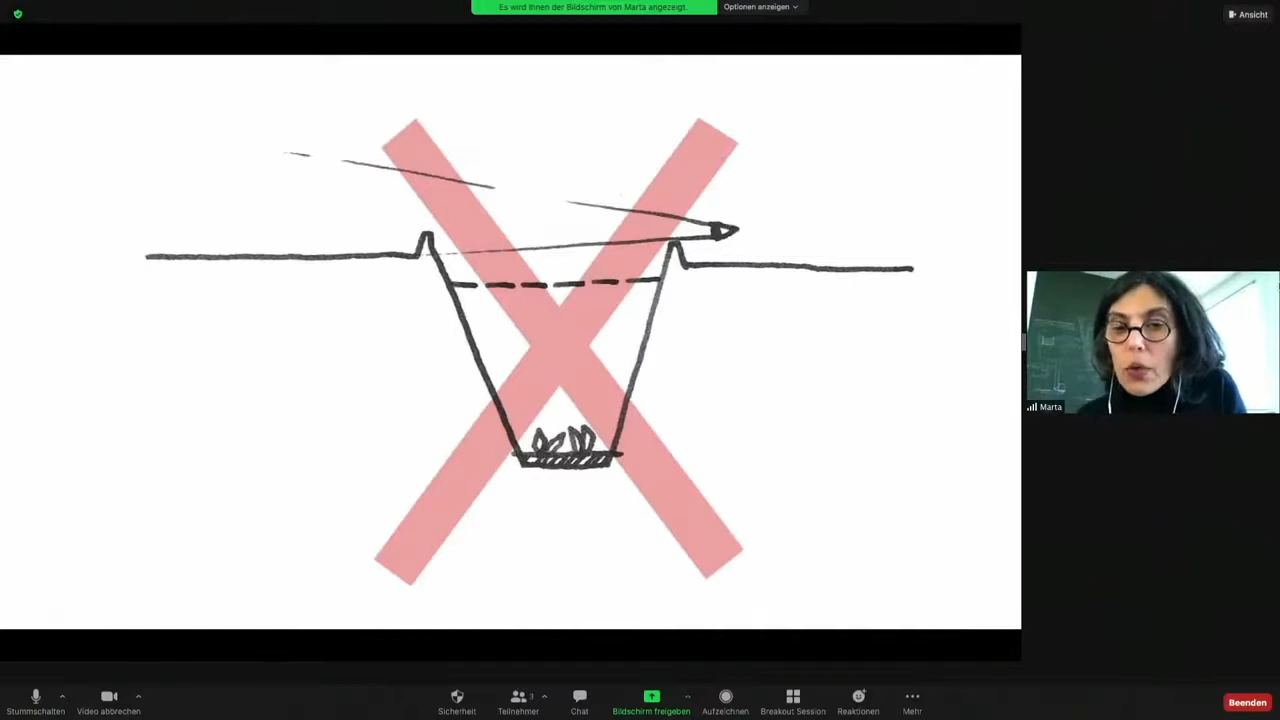 Es wird Ihnen der Bildschirm von Marta angezeigt.
Optionen anzeigen
Ansicht
Marta
Stummschalten
Video abbrechen
Sicherheit
3
Teilnehmer
Chat
Bildschirm freigeben
Aufzeichnen
Breakout Session
Reaktionen
Mehr
Beenden